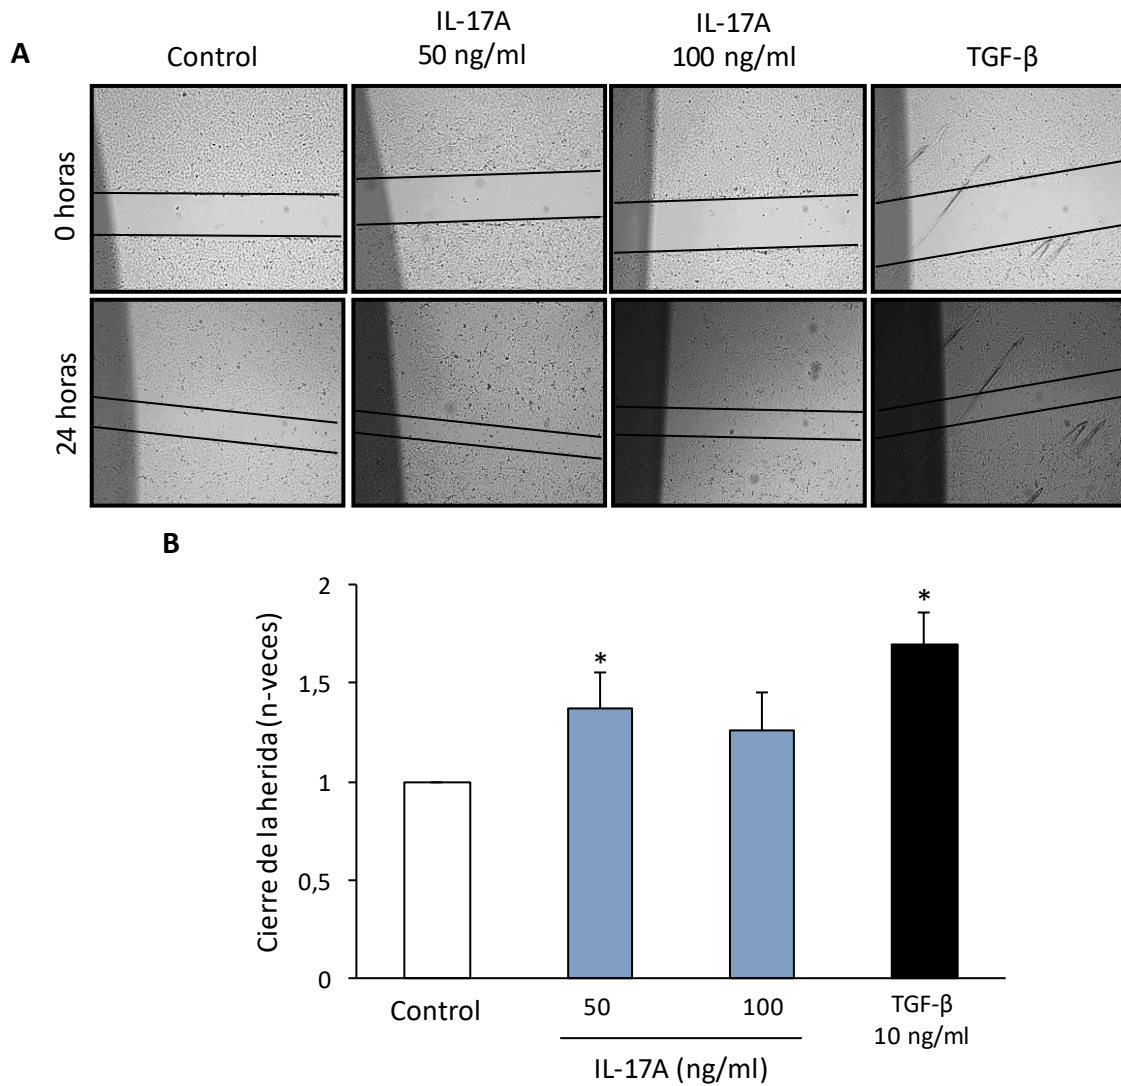 A
Control
IL-17A
50 ng/ml
IL-17A
100 ng/ml
TGF-β
0 horas
24 horas
B
Cierre de la herida (n-veces)
2
1,5
1
0,5
0
*
*
Control
50
100
TGF-β
10 ng/ml
IL-17A (ng/ml)